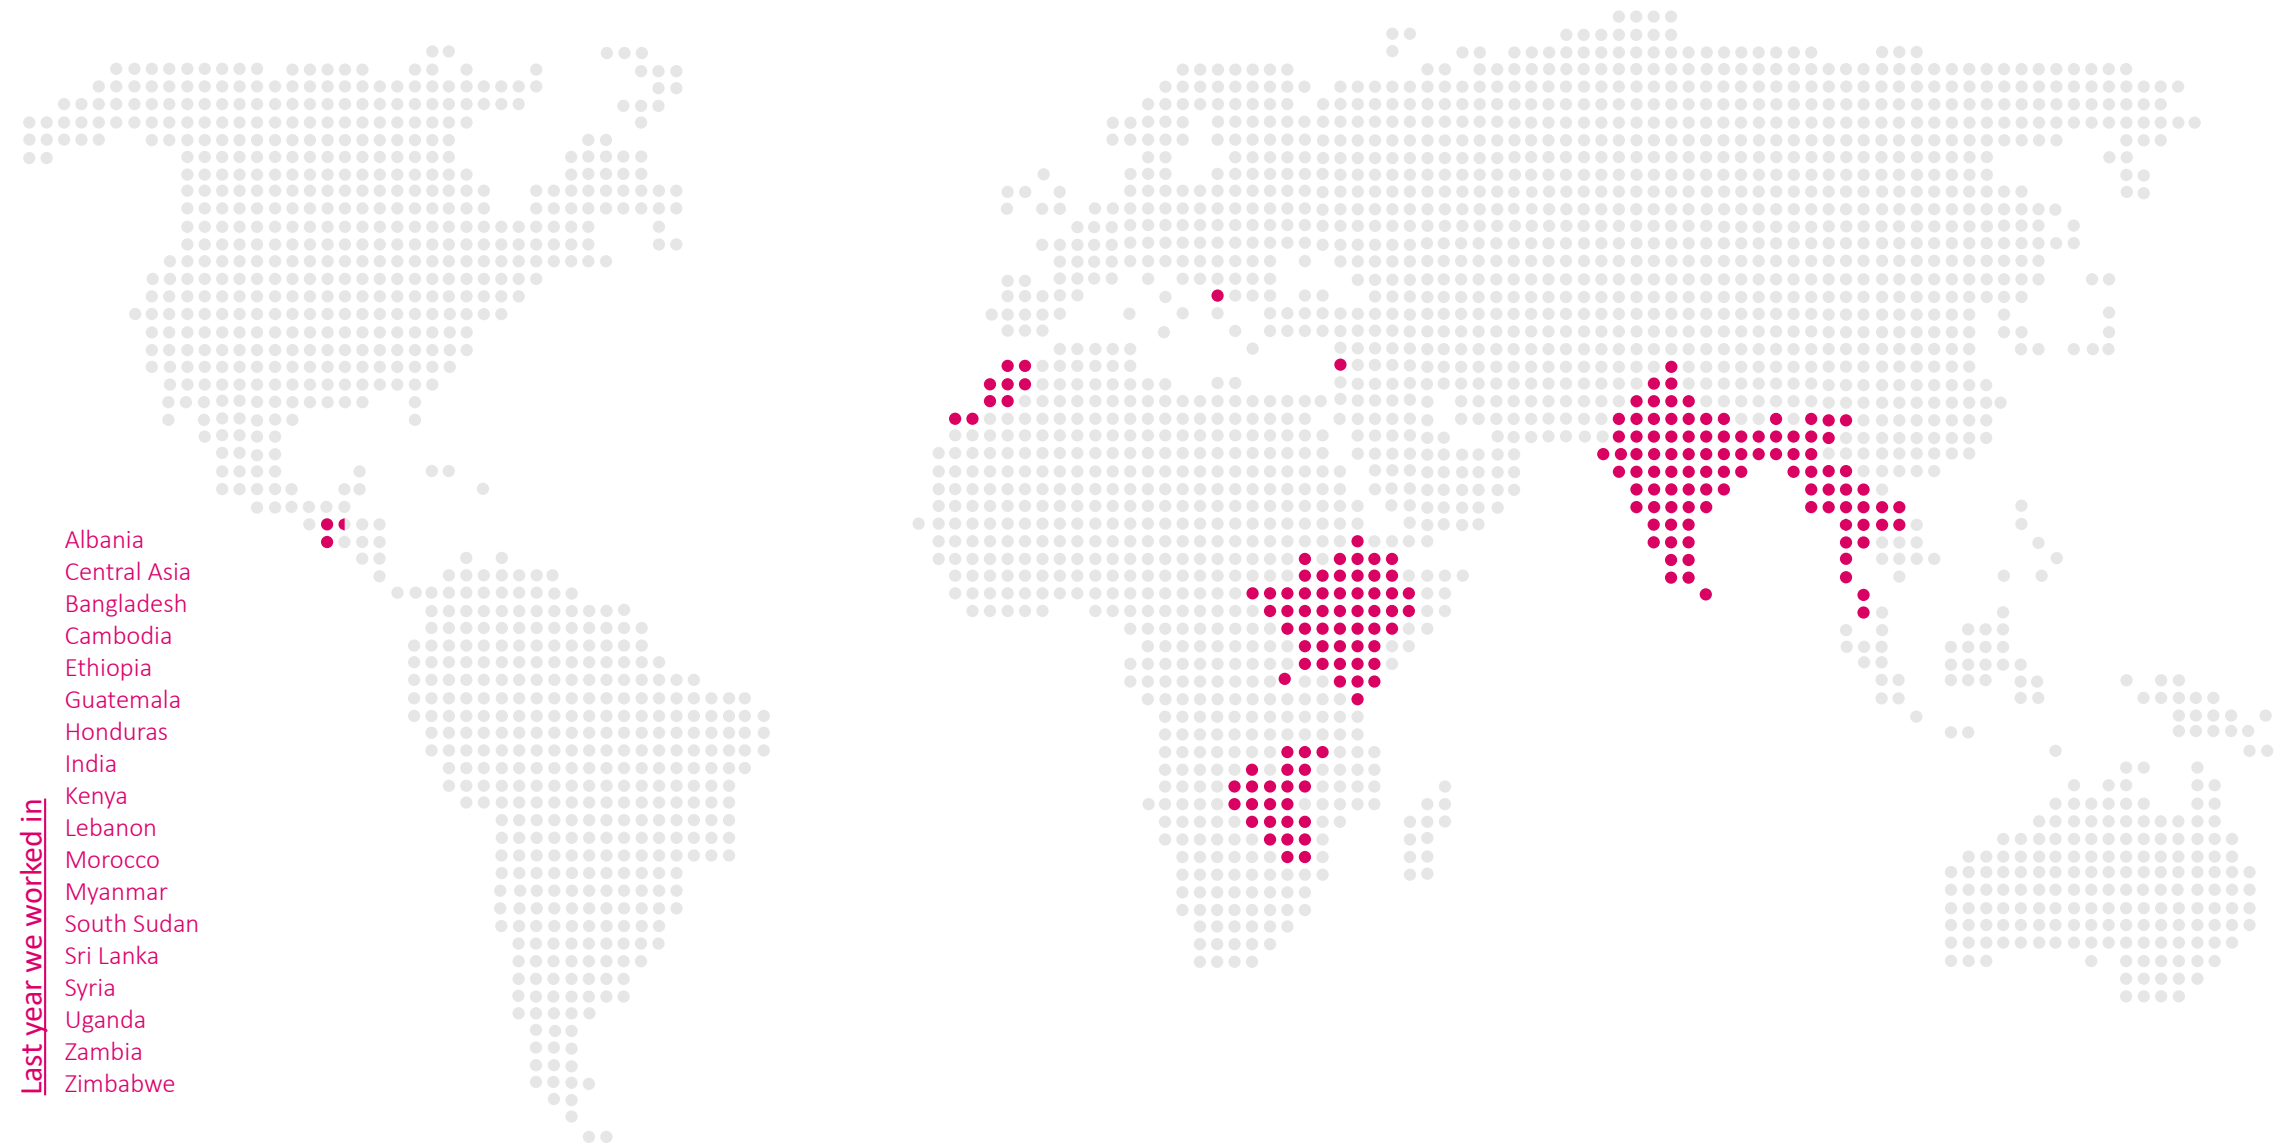 Last year we worked in
Albania
Central Asia
Bangladesh
Cambodia
Ethiopia
Guatemala
Honduras
India
Kenya
Lebanon
Morocco
Myanmar
South Sudan
Sri Lanka
Syria
Uganda
Zambia
Zimbabwe